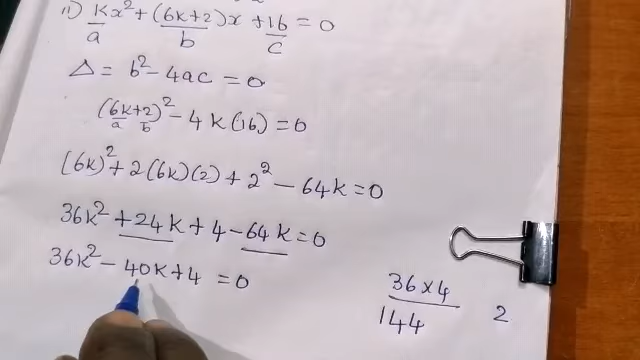 ii) kx² + (6k+2)x + 16 = 0
a b c
Δ = b² - 4ac = 0
(6k+2)² - 4k(16) = 0
a b
(6k)² + 2(6k)(2) + 2² - 64k = 0
36k² + 24k + 4 - 64k = 0
36k² - 40k + 4 = 0
36 x 4
144 2